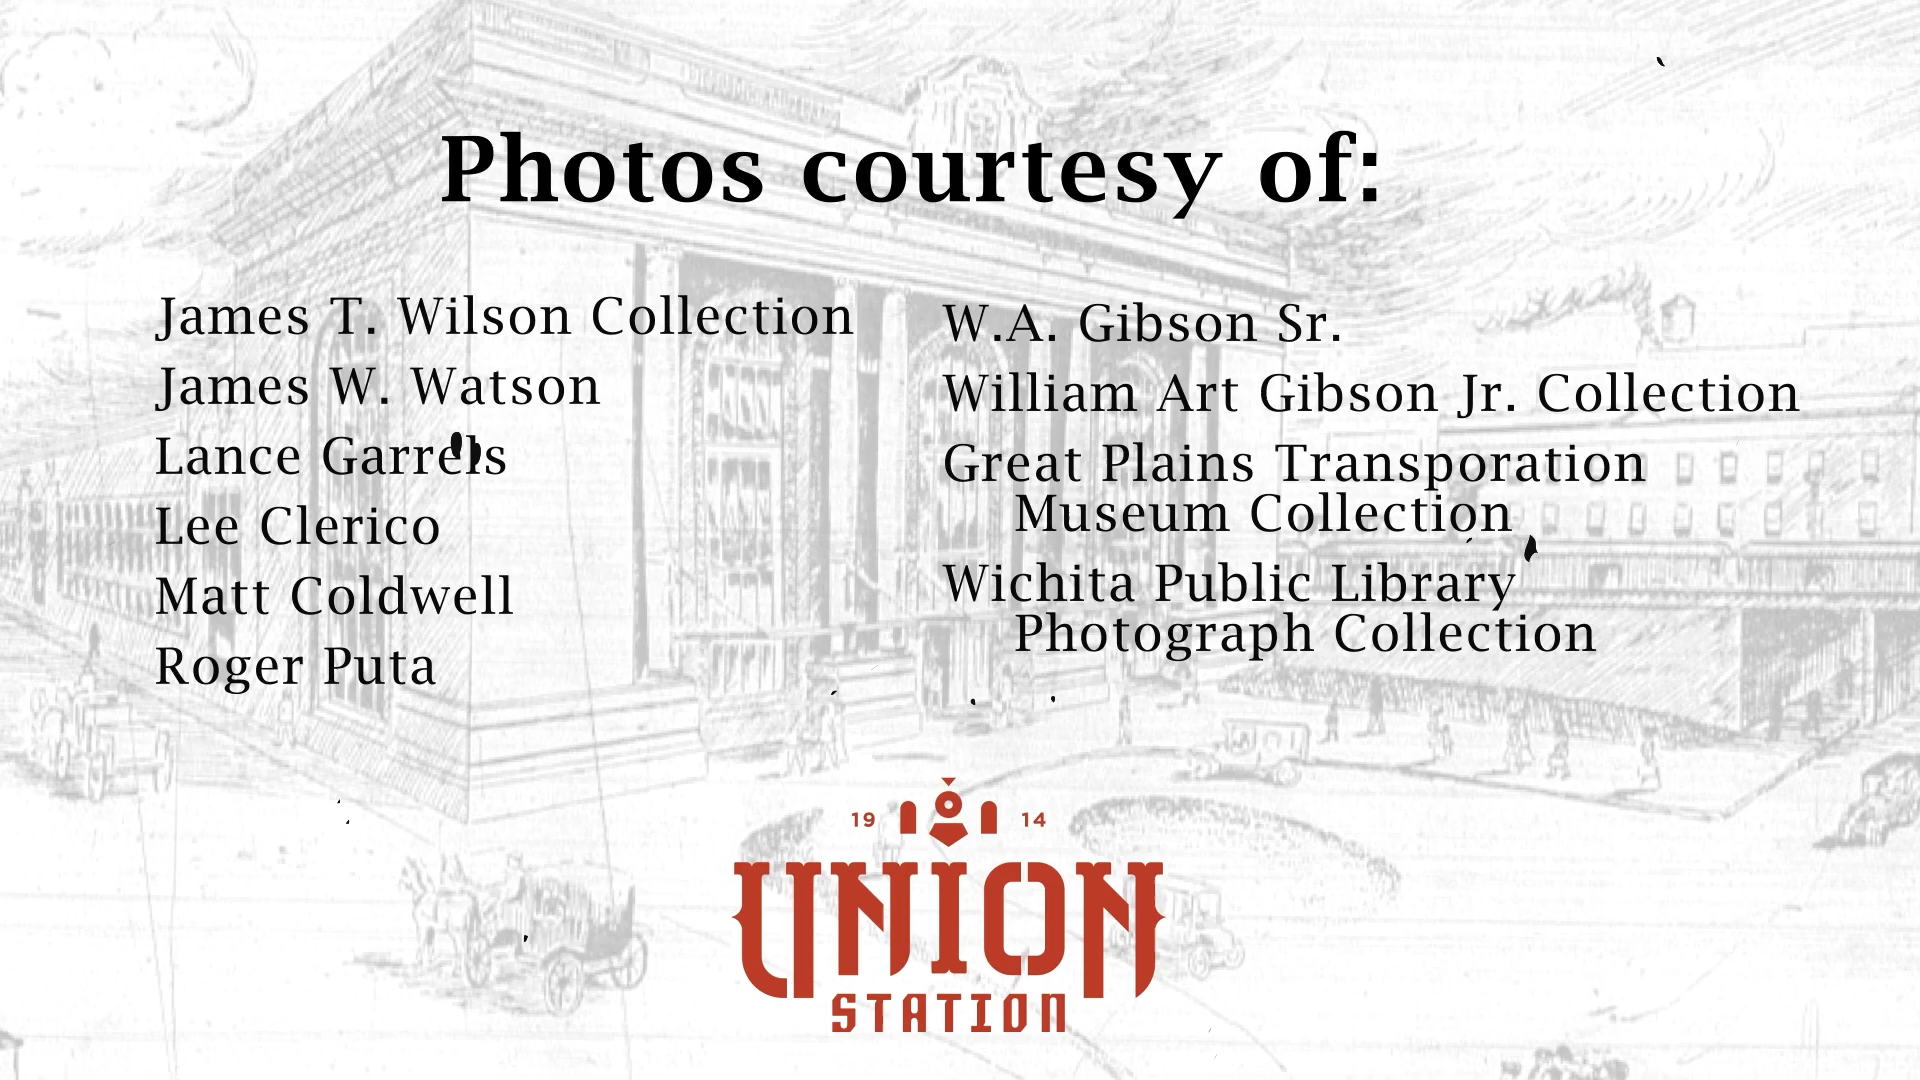 Photos courtesy of:
James T. Wilson Collection
James W. Watson
Lance Garrels
Lee Clerico
Matt Coldwell
Roger Puta
W.A. Gibson Sr.
William Art Gibson Jr. Collection
Great Plains Transporation
Museum Collection
Wichita Public Library
Photograph Collection
19 14
UNION
STATION